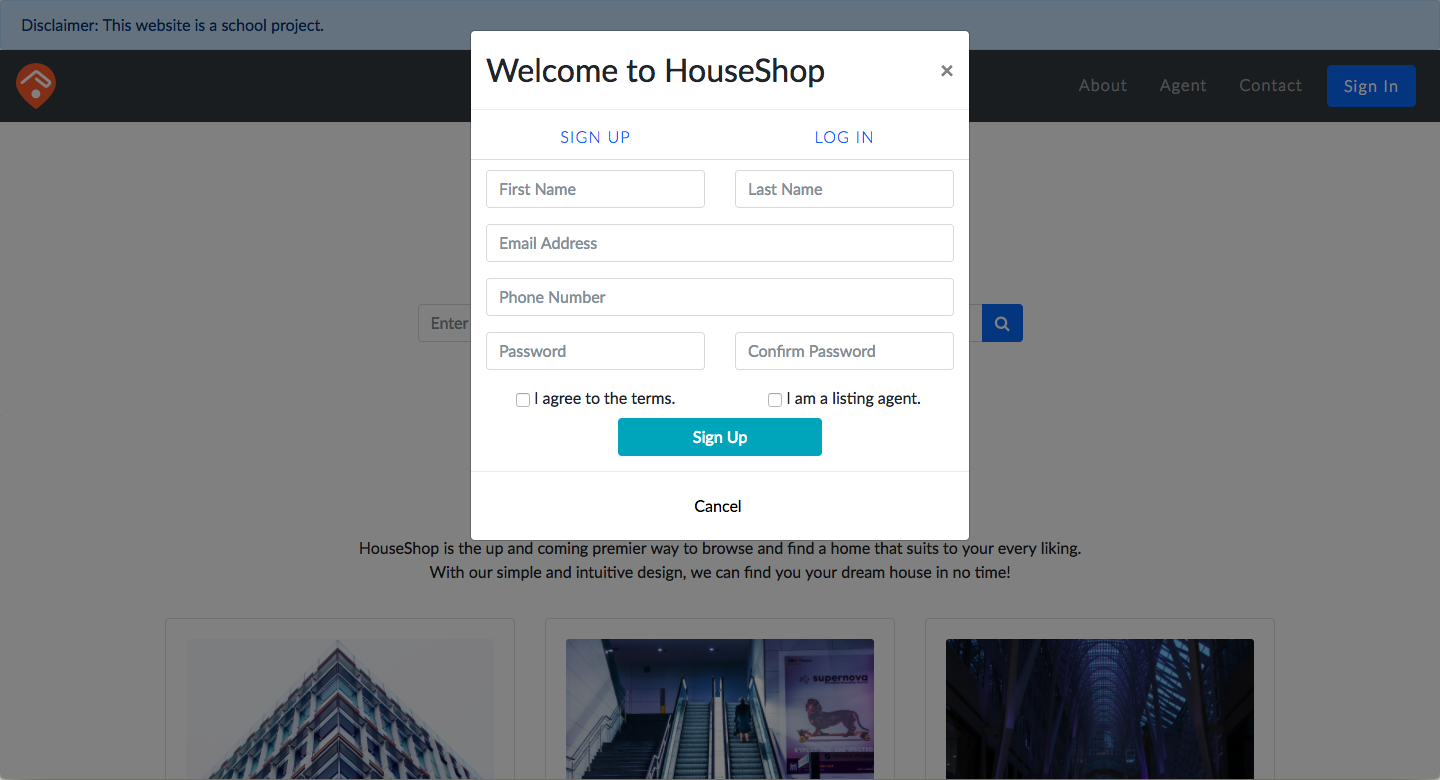 Disclaimer: This website is a school project.
About Agent Contact Sign In
Welcome to HouseShop ×
SIGN UP LOG IN
First Name Last Name
Email Address
Phone Number
Enter
Password Confirm Password
I agree to the terms. I am a listing agent.
Sign Up
Cancel
HouseShop is the up and coming premier way to browse and find a home that suits to your every liking.
With our simple and intuitive design, we can find you your dream house in no time!
supernova